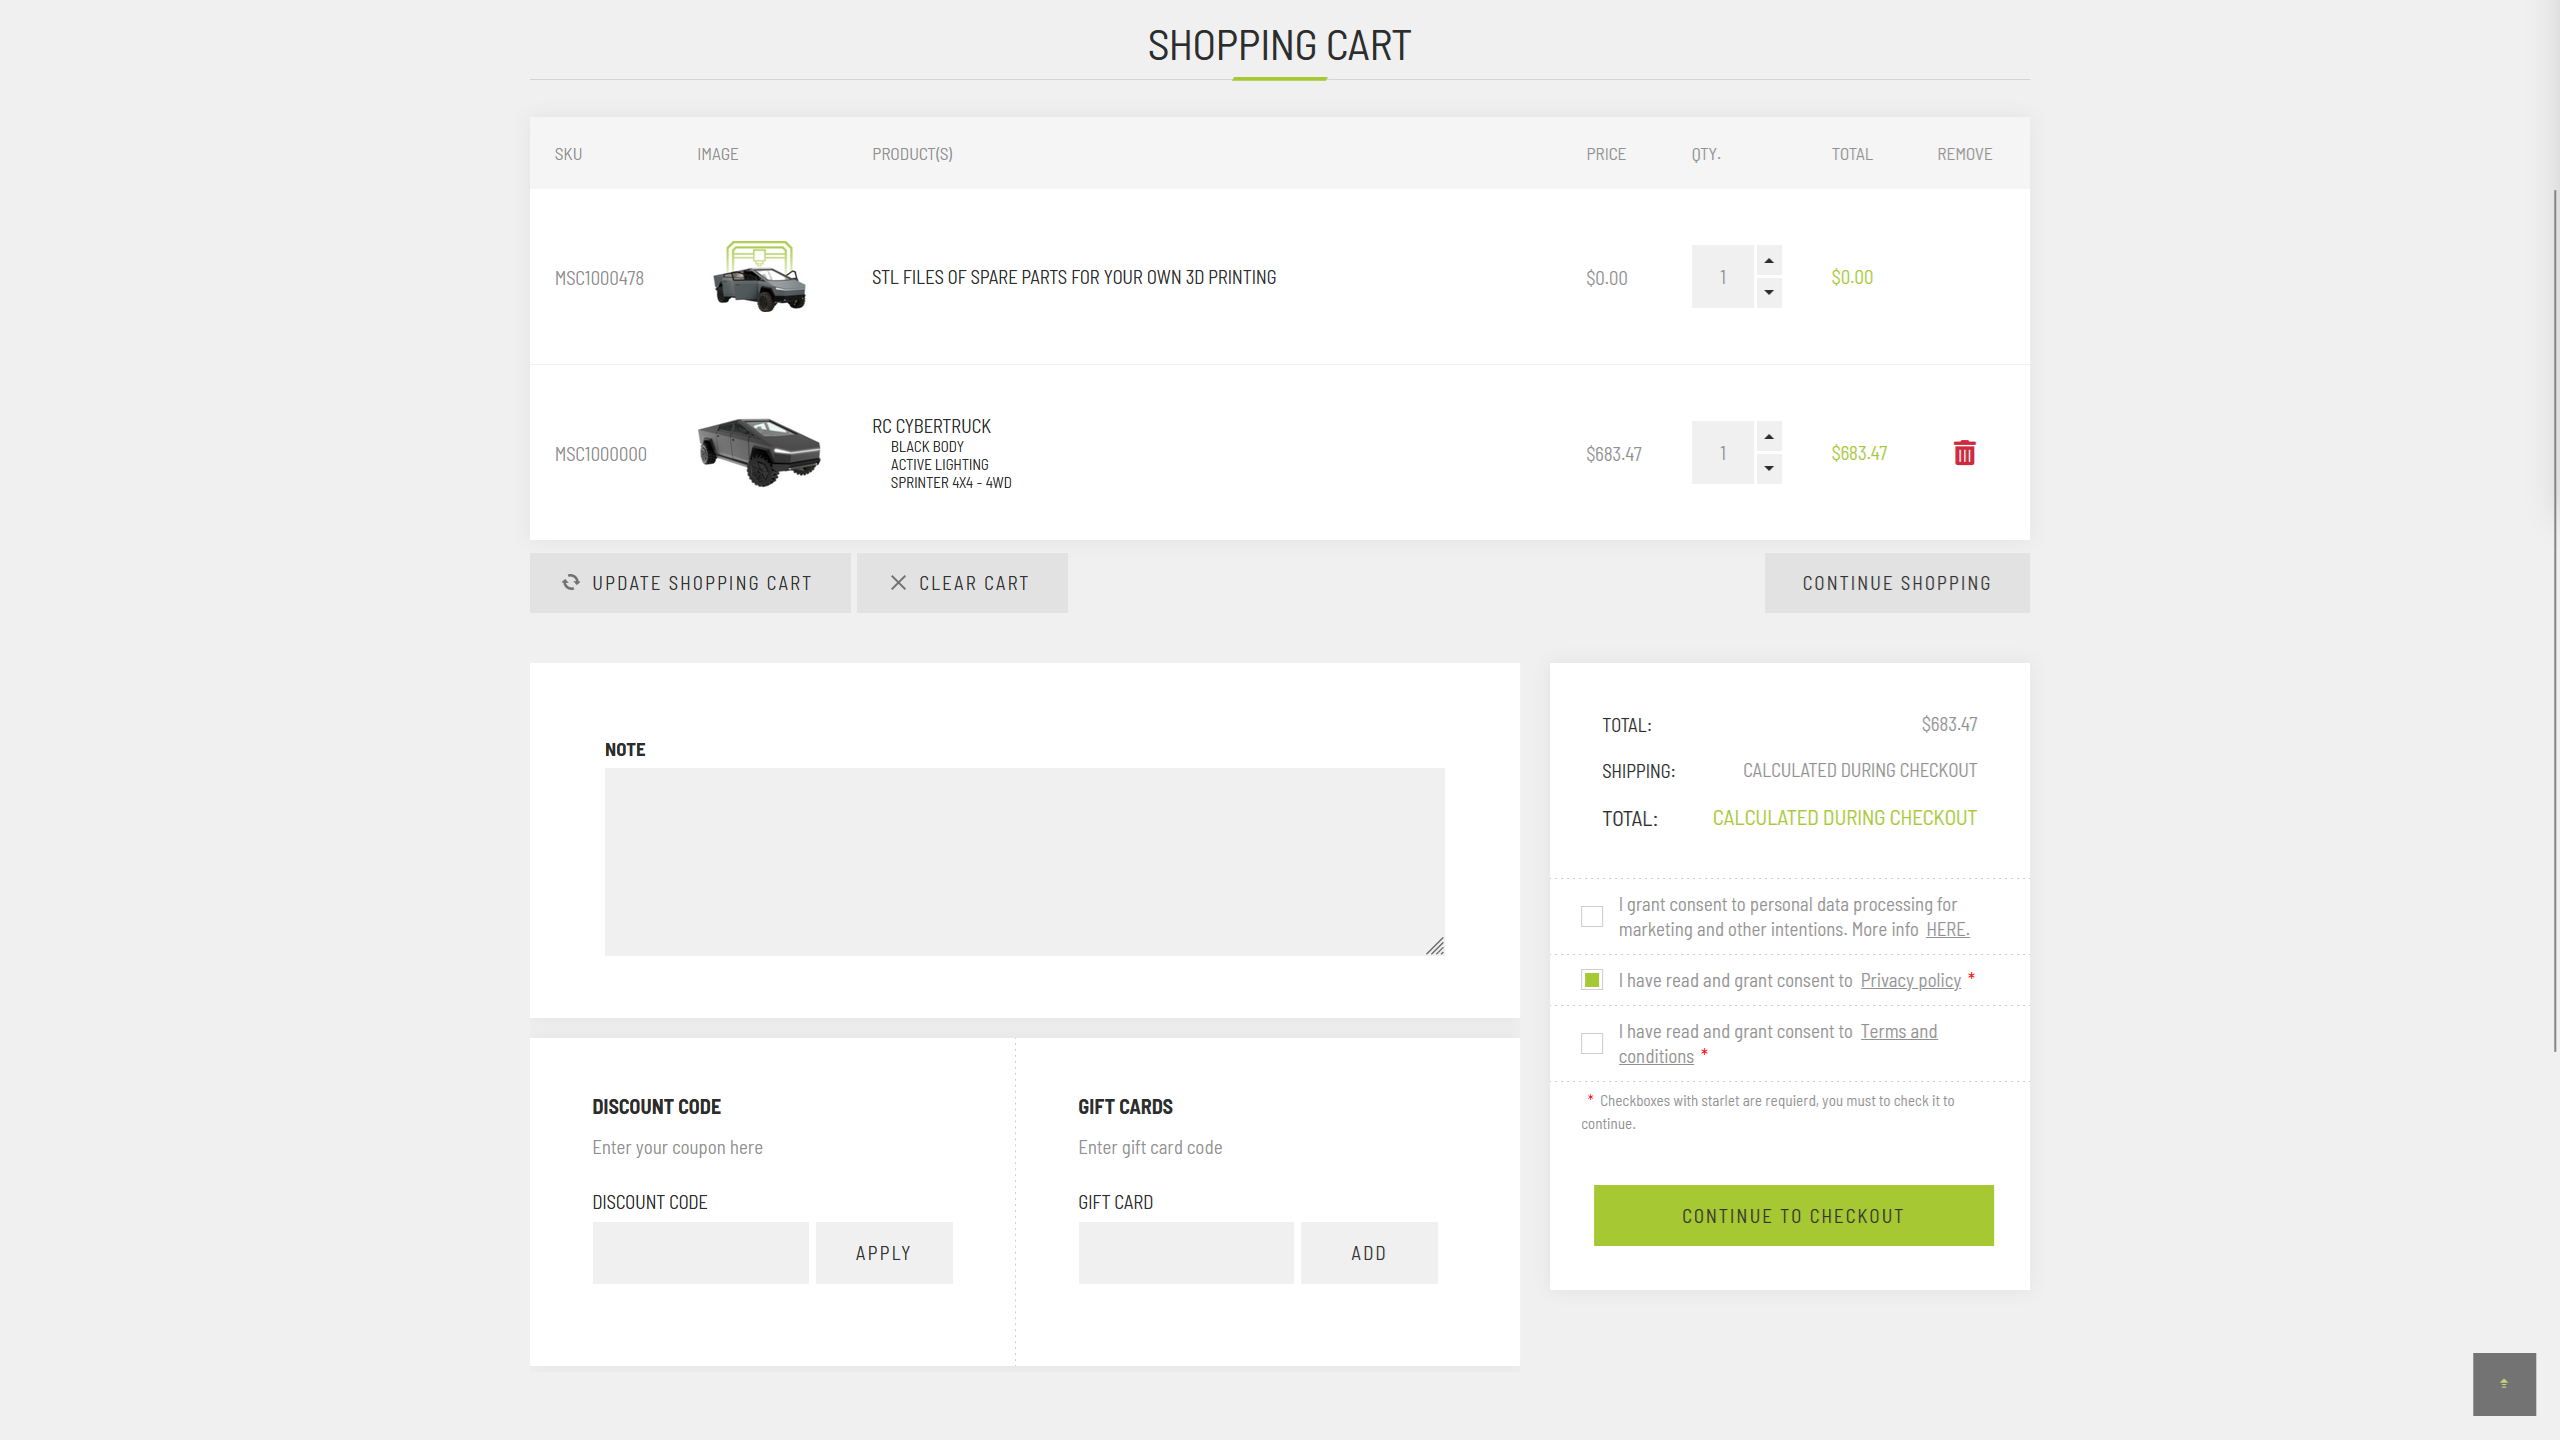 SHOPPING CART
SKU IMAGE PRODUCT(S) PRICE QTY. TOTAL REMOVE
MSC1000478 STL FILES OF SPARE PARTS FOR YOUR OWN 3D PRINTING $0.00 1 $0.00
MSC1000000 RC CYBERTRUCK $683.47 1 $683.47
BLACK BODY
ACTIVE LIGHTING
SPRINTER 4X4 - 4WD
UPDATE SHOPPING CART CLEAR CART CONTINUE SHOPPING
NOTE
DISCOUNT CODE
Enter your coupon here
DISCOUNT CODE
APPLY
GIFT CARDS
Enter gift card code
GIFT CARD
ADD
TOTAL: $683.47
SHIPPING: CALCULATED DURING CHECKOUT
TOTAL: CALCULATED DURING CHECKOUT
I grant consent to personal data processing for
marketing and other intentions. More info HERE.
I have read and grant consent to Privacy policy *
I have read and grant consent to Terms and
conditions *
* Checkboxes with starlet are requierd, you must to check it to
continue.
CONTINUE TO CHECKOUT